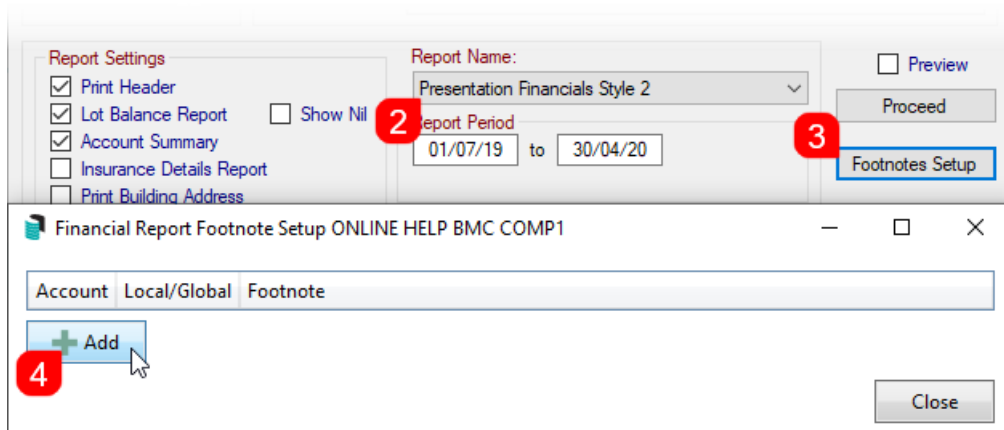 Report Settings
Print Header
Lot Balance Report Show Nil
Account Summary
Insurance Details Report
Print Building Address
Report Name:
Presentation Financials Style 2
2
Report Period
01/07/19 to 30/04/20
Preview
Proceed
3
Footnotes Setup
Financial Report Footnote Setup ONLINE HELP BMC COMP1
Account Local/Global Footnote
Add
4
Close